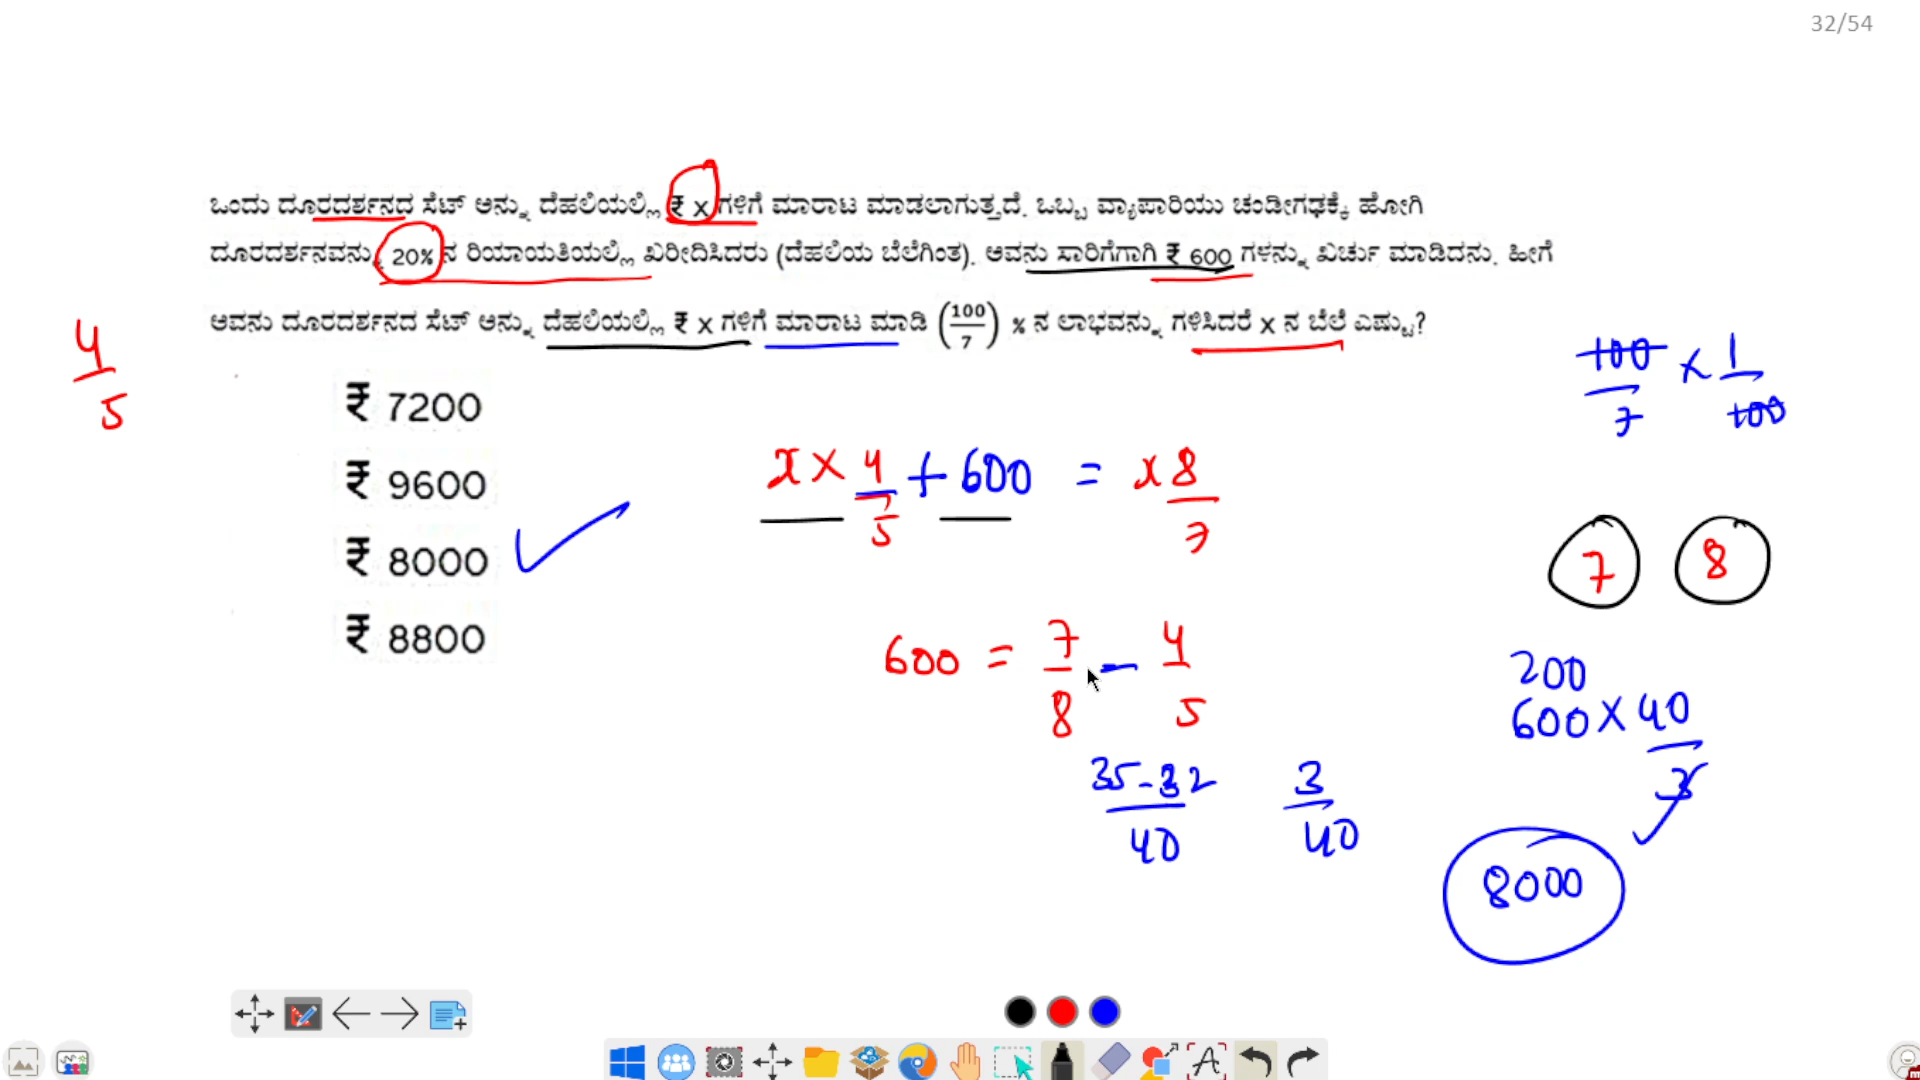 32/54
ಒಂದು ದೂರದರ್ಶನದ ಸೆಟ್ ಅನ್ನು ದೆಹಲಿಯಲ್ಲಿ ₹ x ಗಳಿಗೆ ಮಾರಾಟ ಮಾಡಲಾಗುತ್ತದೆ. ಒಬ್ಬ ವ್ಯಾಪಾರಿಯು ಚಂಡೀಗಢಕ್ಕೆ ಹೋಗಿ
ದೂರದರ್ಶನವನ್ನು 20% ನ ರಿಯಾಯತಿಯಲ್ಲಿ ಖರೀದಿಸಿದರು (ದೆಹಲಿಯ ಬೆಲೆಗಿಂತ). ಅವನು ಸಾರಿಗೆಗಾಗಿ ₹ 600 ಗಳನ್ನು ಖರ್ಚು ಮಾಡಿದನು. ಹೀಗೆ
ಅವನು ದೂರದರ್ಶನದ ಸೆಟ್ ಅನ್ನು ದೆಹಲಿಯಲ್ಲಿ ₹ x ಗಳಿಗೆ ಮಾರಾಟ ಮಾಡಿ (100/7) % ನ ಲಾಭವನ್ನು ಗಳಿಸಿದರೆ x ನ ಬೆಲೆ ಎಷ್ಟು?
4/5
100/7 × 1/100
₹ 7200
₹ 9600
₹ 8000
₹ 8800
x × 4/5 + 600 = x 8/7
7 8
600 = 7/8 - 4/5
35-32/40 3/40
200
600 × 40/3
8000
A